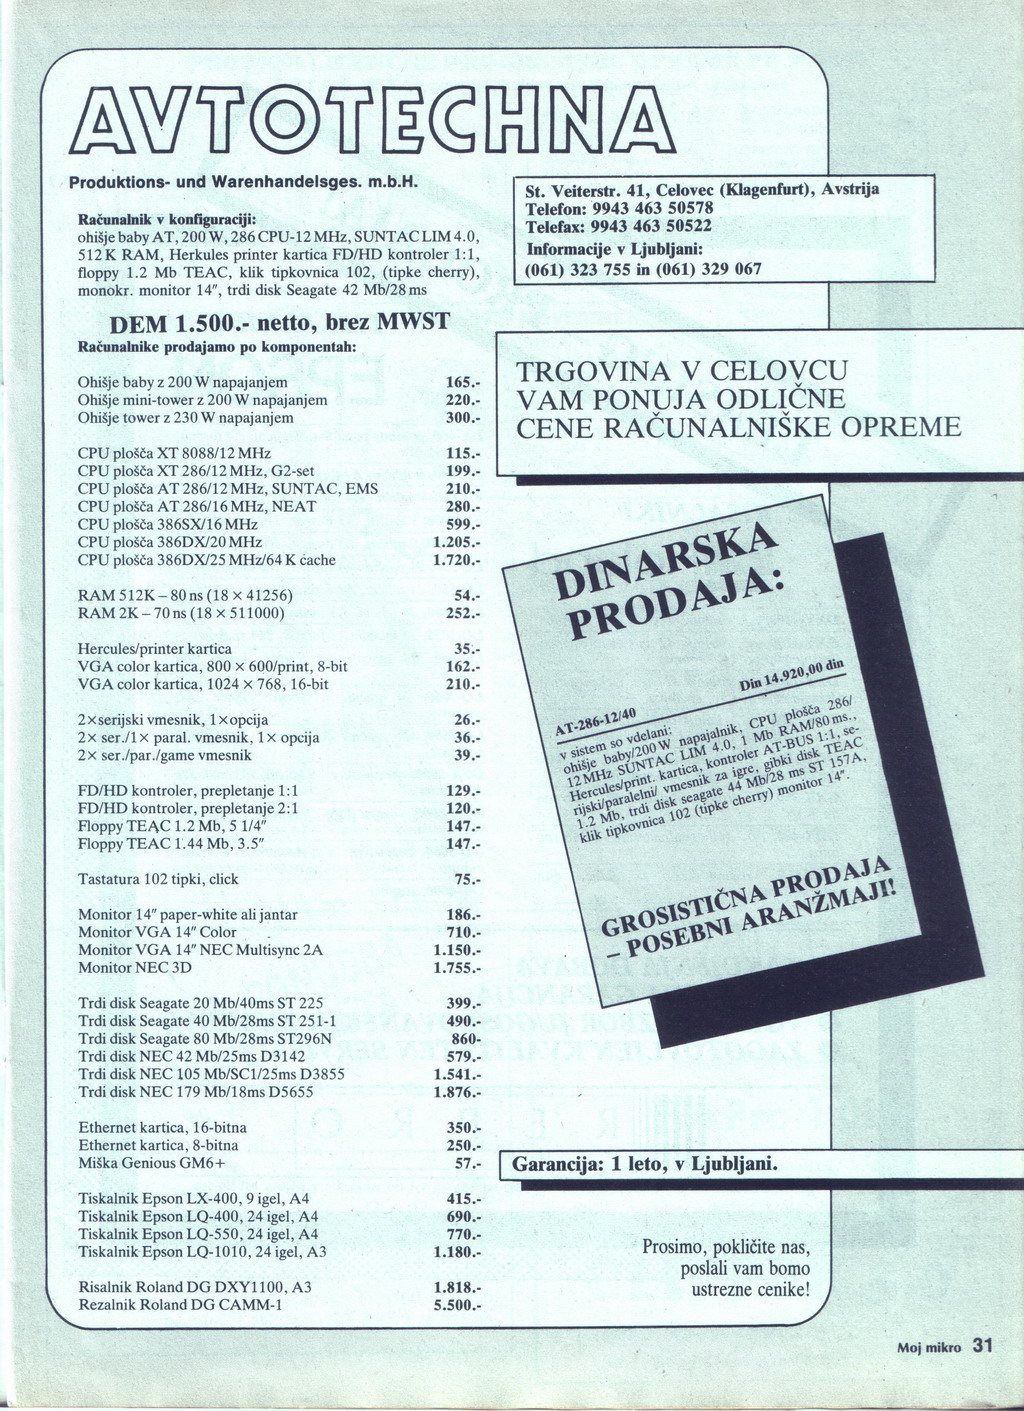 AVTOTECHNA
Produktions- und Warenhandelsges. m.b.H.
Računalnik v konfiguraciji:
ohišje baby AT, 200 W, 286 CPU-12 MHz, SUNTAC LIM 4.0,
512 K RAM, Herkules printer kartica FD/HD kontroler 1:1,
floppy 1.2 Mb TEAC, klik tipkovnica 102, (tipke cherry),
monokr. monitor 14", trdi disk Seagate 42 Mb/28 ms
DEM 1.500.- netto, brez MWST
Računalnike prodajamo po komponentah:
Ohišje baby z 200 W napajanjem 165.-
Ohišje mini-tower z 200 W napajanjem 220.-
Ohišje tower z 230 W napajanjem 300.-
CPU plošča XT 8088/12 MHz 115.-
CPU plošča XT 286/12 MHz, G2-set 199.-
CPU plošča AT 286/12 MHz, SUNTAC, EMS 210.-
CPU plošča AT 286/16 MHz, NEAT 280.-
CPU plošča 386SX/16 MHz 599.-
CPU plošča 386DX/20 MHz 1.205.-
CPU plošča 386DX/25 MHz/64 K cache 1.720.-
RAM 512K – 80 ns (18 × 41256) 54.-
RAM 2K – 70 ns (18 × 511000) 252.-
Hercules/printer kartica 35.-
VGA color kartica, 800 × 600/print, 8-bit 162.-
VGA color kartica, 1024 × 768, 16-bit 210.-
2×serijski vmesnik, 1×opcija 26.-
2× ser./1× paral. vmesnik, 1× opcija 36.-
2× ser./par./game vmesnik 39.-
FD/HD kontroler, prepletanje 1:1 129.-
FD/HD kontroler, prepletanje 2:1 120.-
Floppy TEAC 1.2 Mb, 5 1/4" 147.-
Floppy TEAC 1.44 Mb, 3.5" 147.-
Tastatura 102 tipki, click 75.-
Monitor 14" paper-white ali jantar 186.-
Monitor VGA 14" Color 710.-
Monitor VGA 14" NEC Multisync 2A 1.150.-
Monitor NEC 3D 1.755.-
Trdi disk Seagate 20 Mb/40ms ST 225 399.-
Trdi disk Seagate 40 Mb/28ms ST 251-1 490.-
Trdi disk Seagate 80 Mb/28ms ST296N 860-
Trdi disk NEC 42 Mb/25ms D3142 579.-
Trdi disk NEC 105 Mb/SC1/25ms D3855 1.541.-
Trdi disk NEC 179 Mb/18ms D5655 1.876.-
Ethernet kartica, 16-bitna 350.-
Ethernet kartica, 8-bitna 250.-
Miška Genious GM6+ 57.-
Tiskalnik Epson LX-400, 9 igel, A4 415.-
Tiskalnik Epson LQ-400, 24 igel, A4 690.-
Tiskalnik Epson LQ-550, 24 igel, A4 770.-
Tiskalnik Epson LQ-1010, 24 igel, A3 1.180.-
Risalnik Roland DG DXY1100, A3 1.818.-
Rezalnik Roland DG CAMM-1 5.500.-
St. Veiterstr. 41, Celovec (Klagenfurt), Avstrija
Telefon: 9943 463 50578
Telefax: 9943 463 50522
Informacije v Ljubljani:
(061) 323 755 in (061) 329 067
TRGOVINA V CELOVCU
VAM PONUJA ODLIČNE
CENE RAČUNALNIŠKE OPREME
DINARSKA
PRODAJA:
Din 14.920,00 din
AT-286-12/40
v sistem so vdelani:
ohišje baby/200 W napajalnik, CPU plošča 286/
12 MHz SUNTAC LIM 4.0, 1 Mb RAM/80 ms.,
Hercules/print. kartica, kontroler AT-BUS 1:1, se-
rijski/paralelni/ vmesnik za igre, gibki disk TEAC
1.2 Mb, trdi disk seagate 44 Mb/28 ms ST 157A,
klik tipkovnica 102 (tipke cherry) monitor 14".
GROSISTIČNA PRODAJA
– POSEBNI ARANŽMAJI!
Garancija: 1 leto, v Ljubljani.
Prosimo, pokličite nas,
poslali vam bomo
ustrezne cenike!
Moj mikro 31